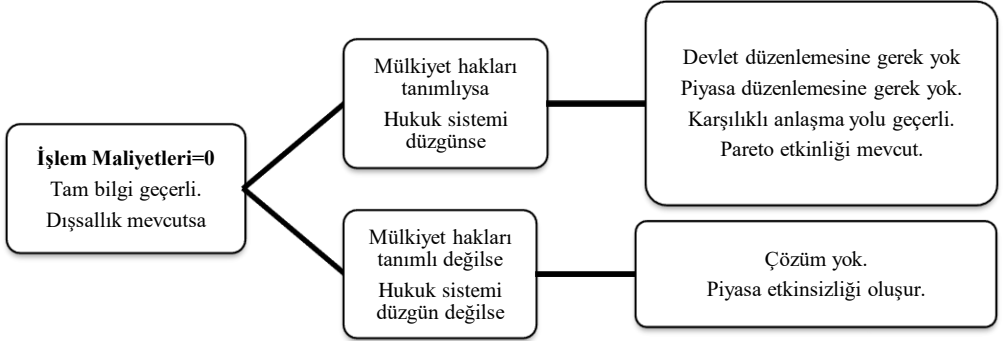 İşlem Maliyetleri=0
Tam bilgi geçerli.
Dışsallık mevcutsa
Mülkiyet hakları
tanımlıysa
Hukuk sistemi
düzgünse
Devlet düzenlemesine gerek yok
Piyasa düzenlemesine gerek yok.
Karşılıklı anlaşma yolu geçerli.
Pareto etkinliği mevcut.
Mülkiyet hakları
tanımlı değilse
Hukuk sistemi
düzgün değilse
Çözüm yok.
Piyasa etkinsizliği oluşur.